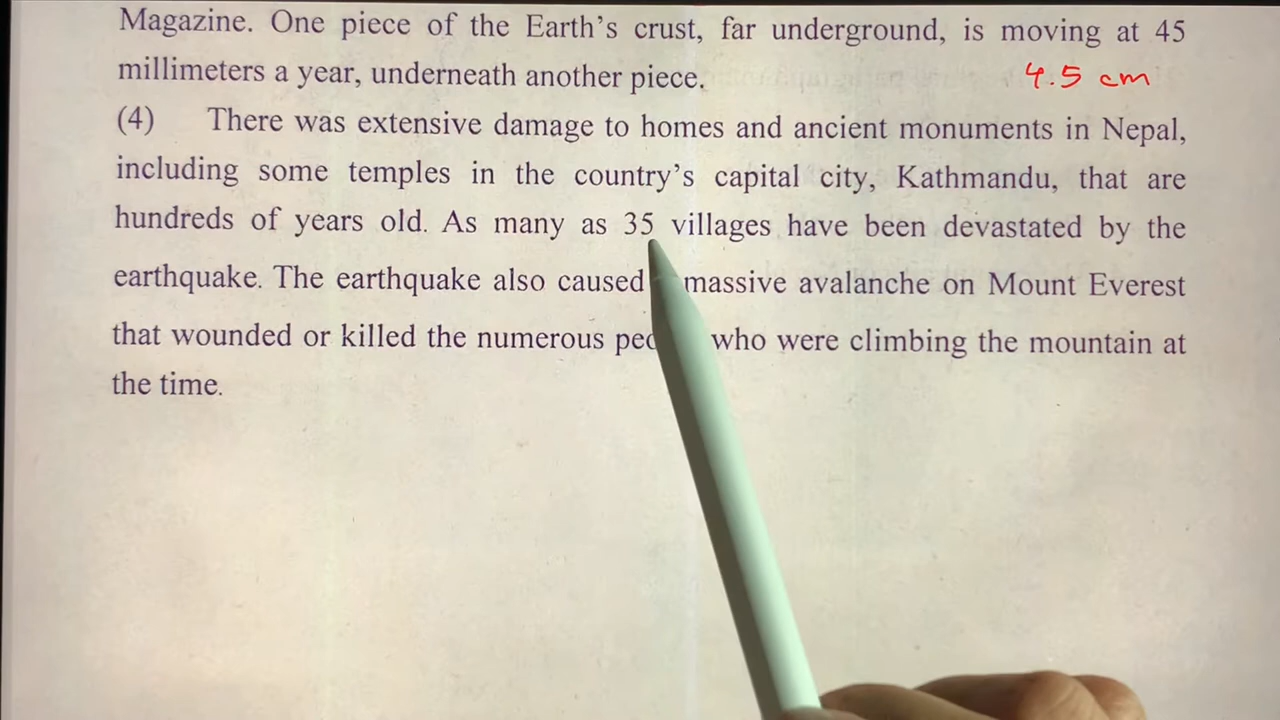 Magazine. One piece of the Earth's crust, far underground, is moving at 45
millimeters a year, underneath another piece.
4.5 cm
(4) There was extensive damage to homes and ancient monuments in Nepal,
including some temples in the country's capital city, Kathmandu, that are
hundreds of years old. As many as 35 villages have been devastated by the
earthquake. The earthquake also caused massive avalanche on Mount Everest
that wounded or killed the numerous who were climbing the mountain at
the time.